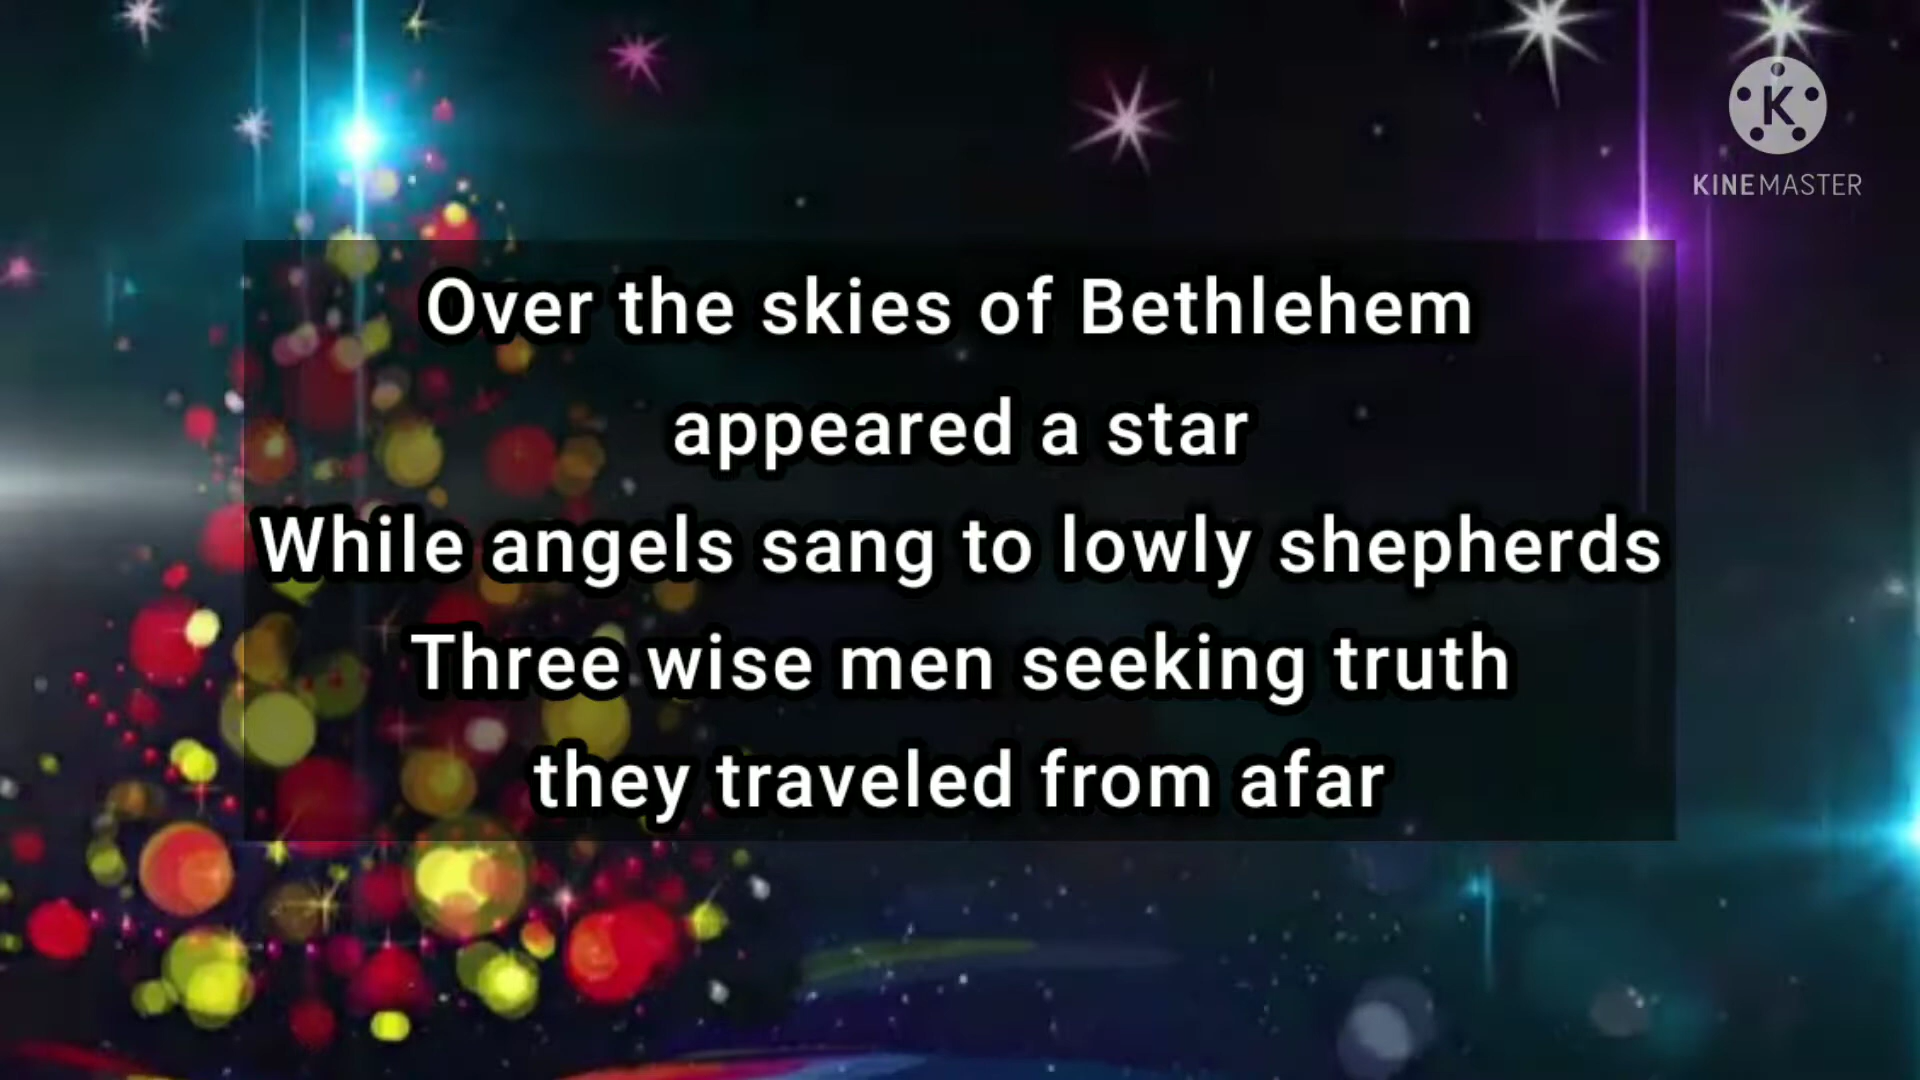 K
KINEMASTER
Over the skies of Bethlehem
appeared a star
While angels sang to lowly shepherds
Three wise men seeking truth
they traveled from afar